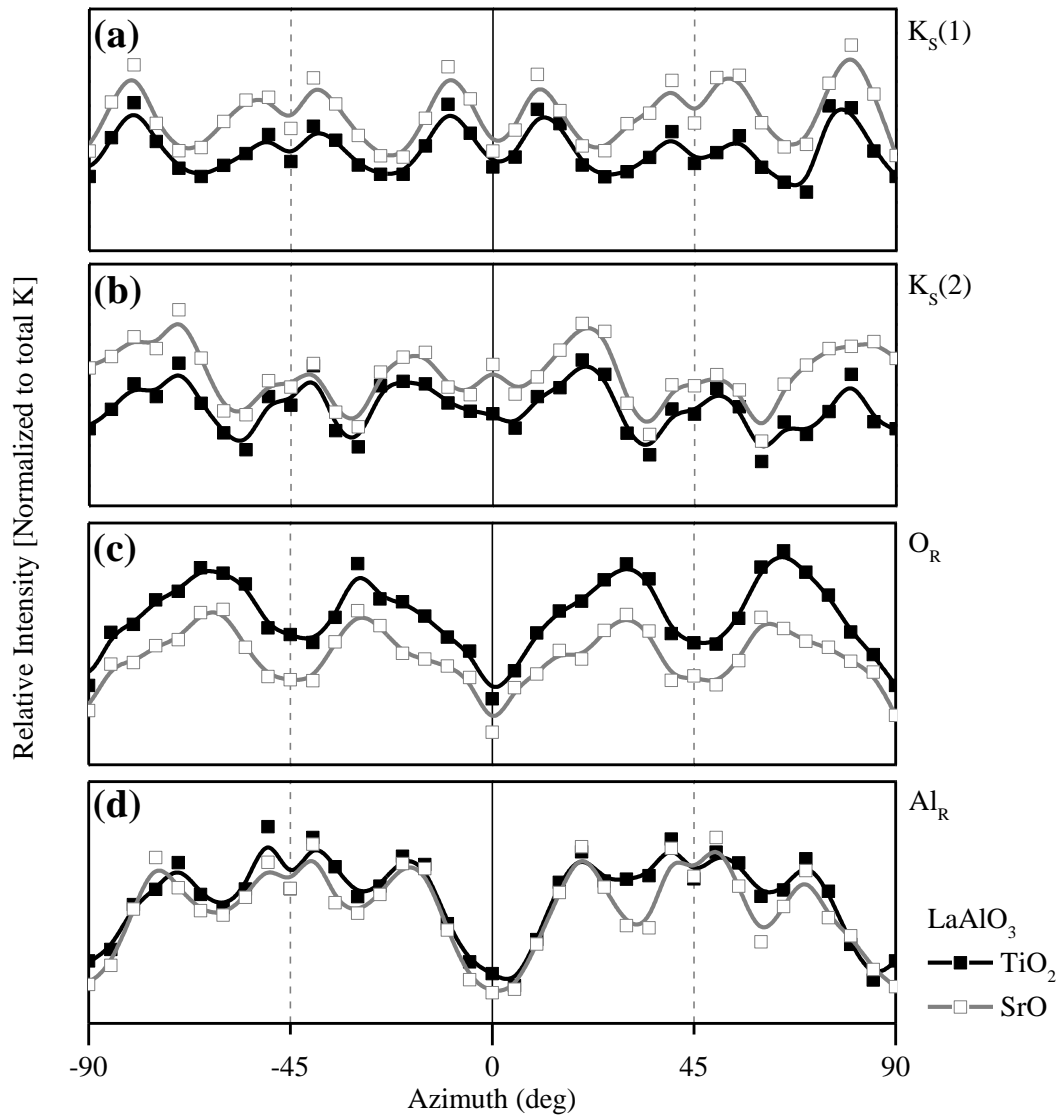 (a)
K_S(1)
(b)
K_S(2)
(c)
O_R
(d)
Al_R
Relative Intensity [Normalized to total K]
LaAlO_3
TiO_2
SrO
-90
-45
0
45
90
Azimuth (deg)